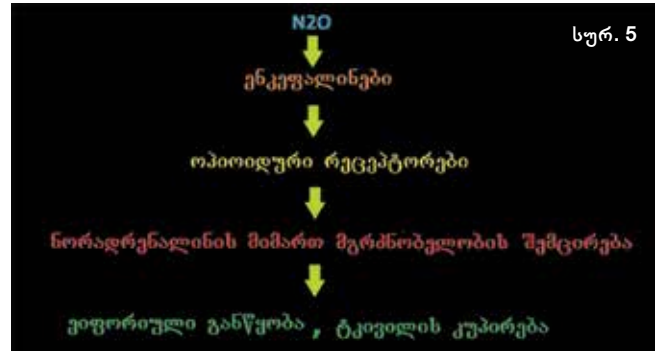 N2O
სურ. 5
ენკეფალინები
ოპიოიდური რეცეპტორები
ნორადრენალინის მიმართ მგრძნობელობის შემცირება
ეიფორიული განწყობა , ტკივილის კუპირება